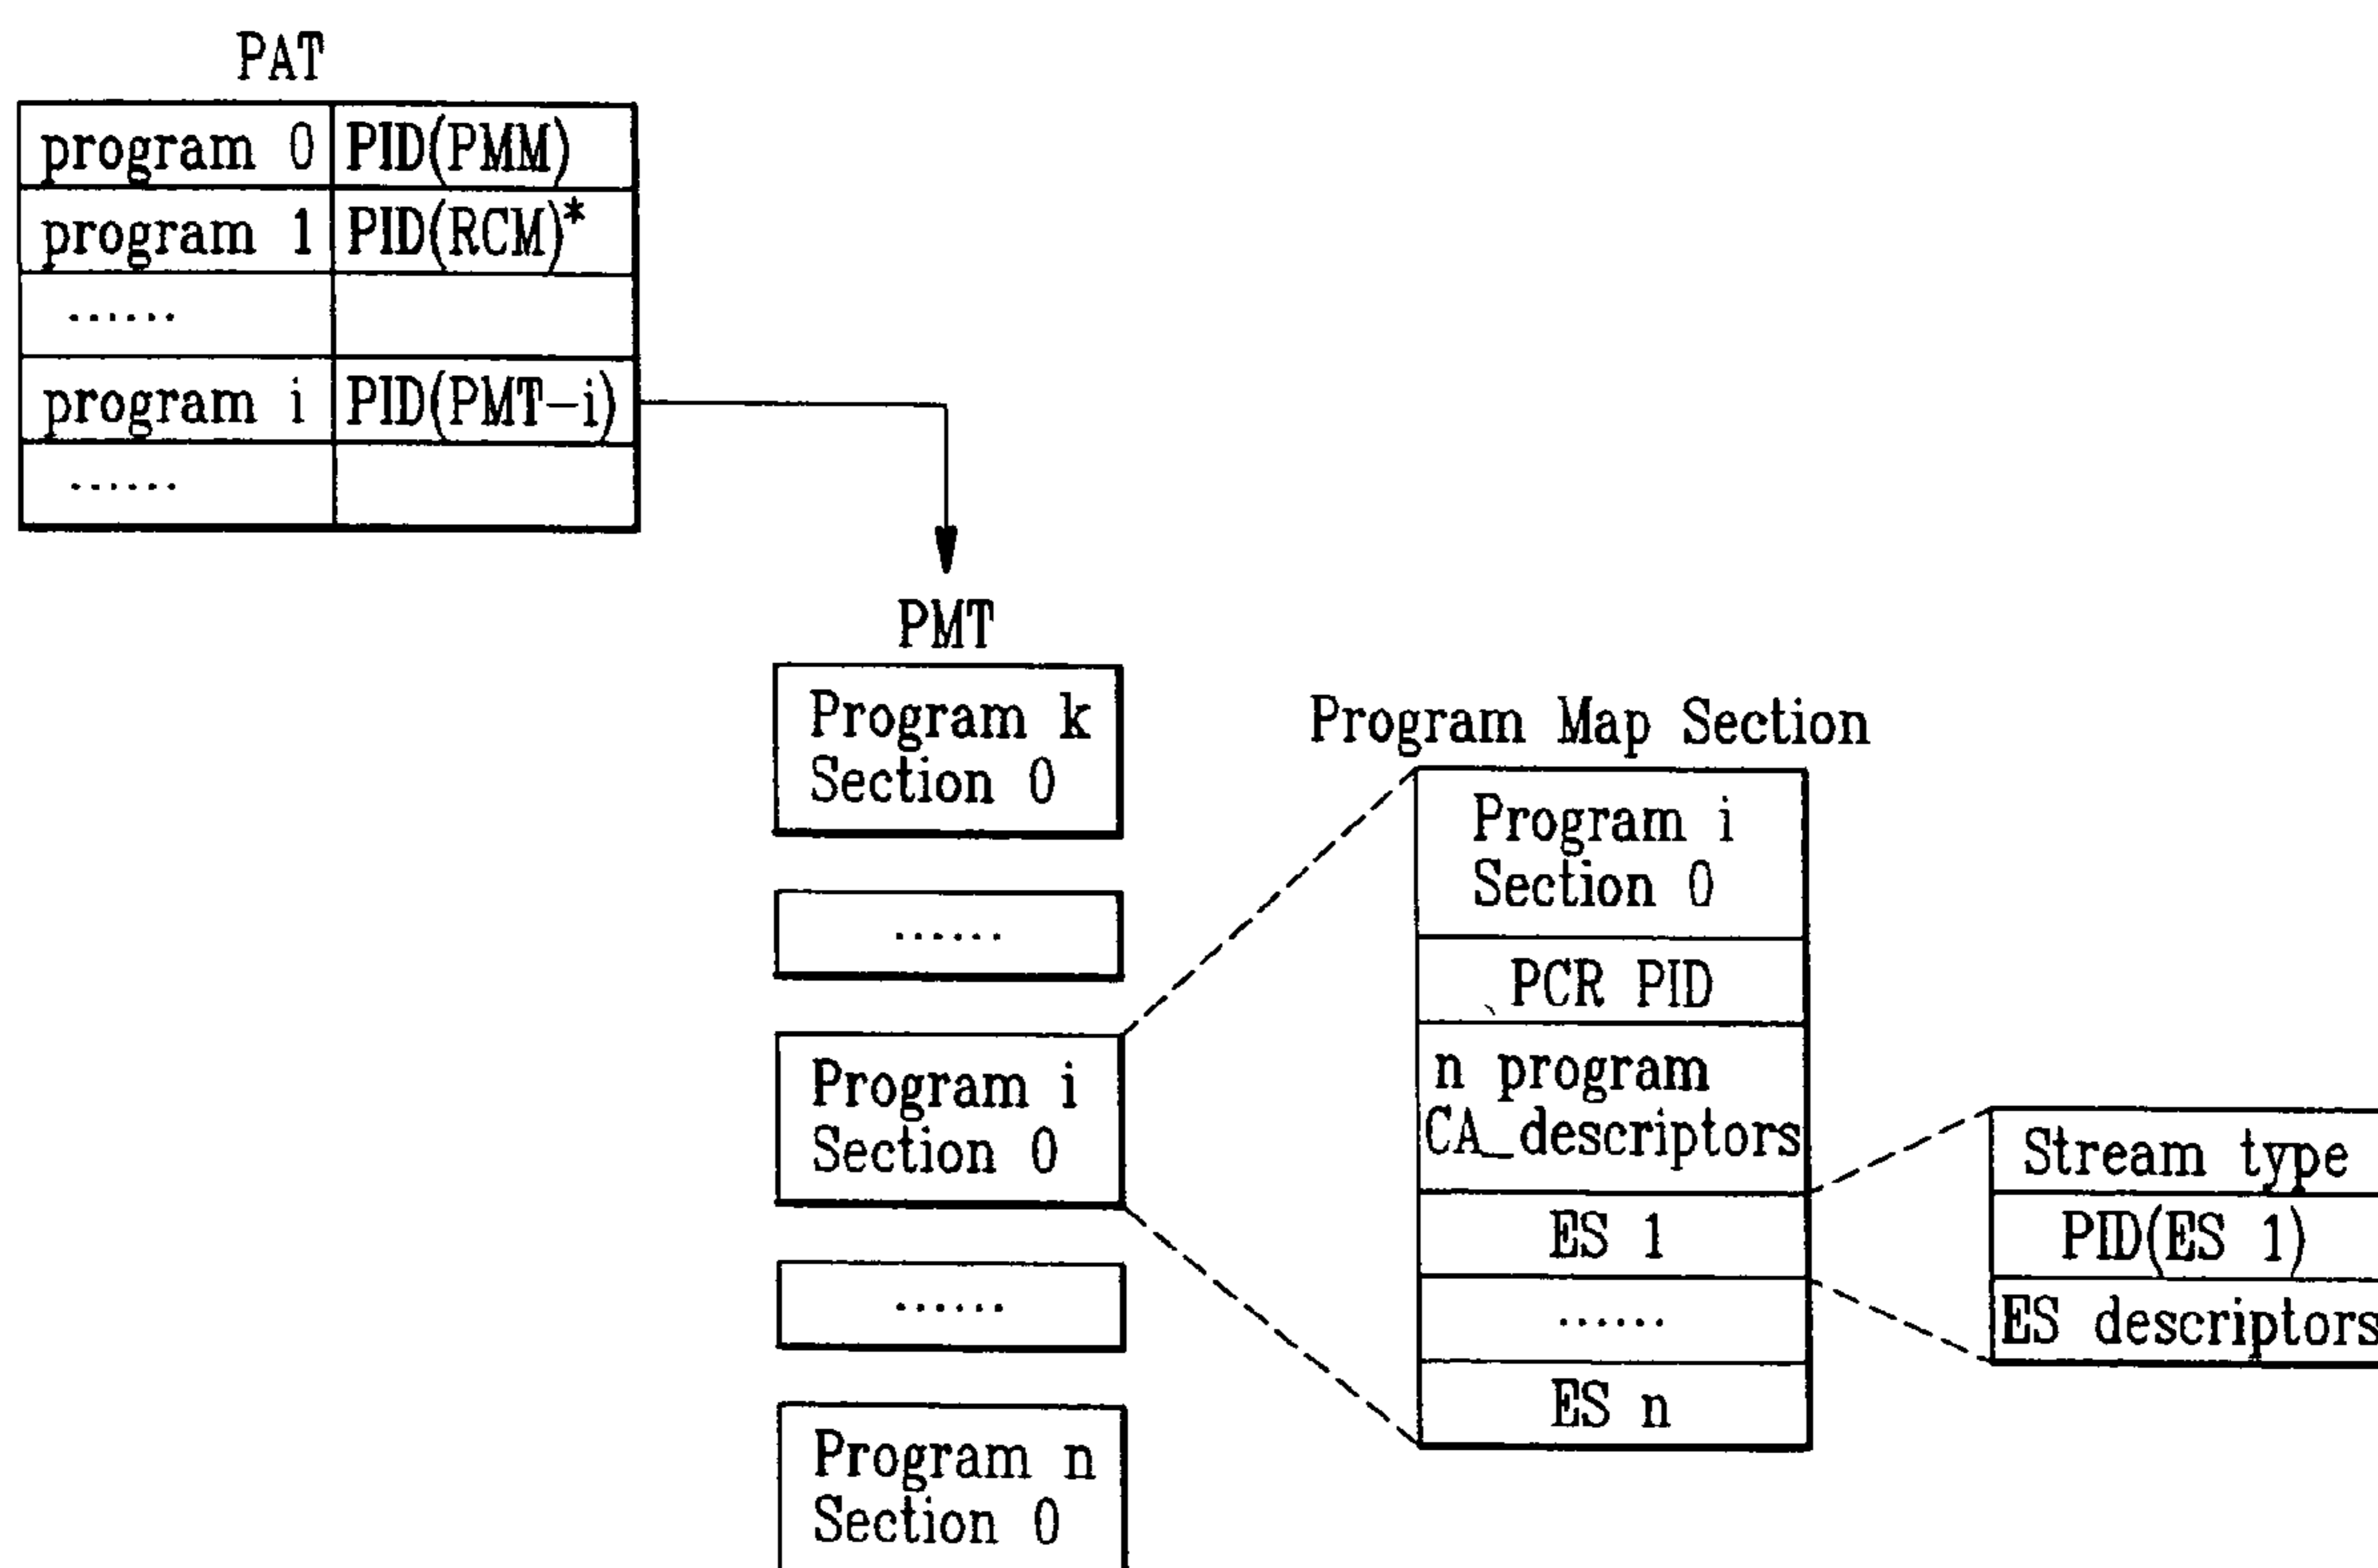 PAT
program 0 PID(PMM)
program 1 PID(RCM)*
......
program i PID(PMT-i)
......
PMT
Program k
Section 0
......
Program i
Section 0
......
Program n
Section 0
Program Map Section
Program i
Section 0
PCR PID
n program
CA_descriptors
ES 1
......
ES n
Stream type
PID(ES 1)
ES descriptors